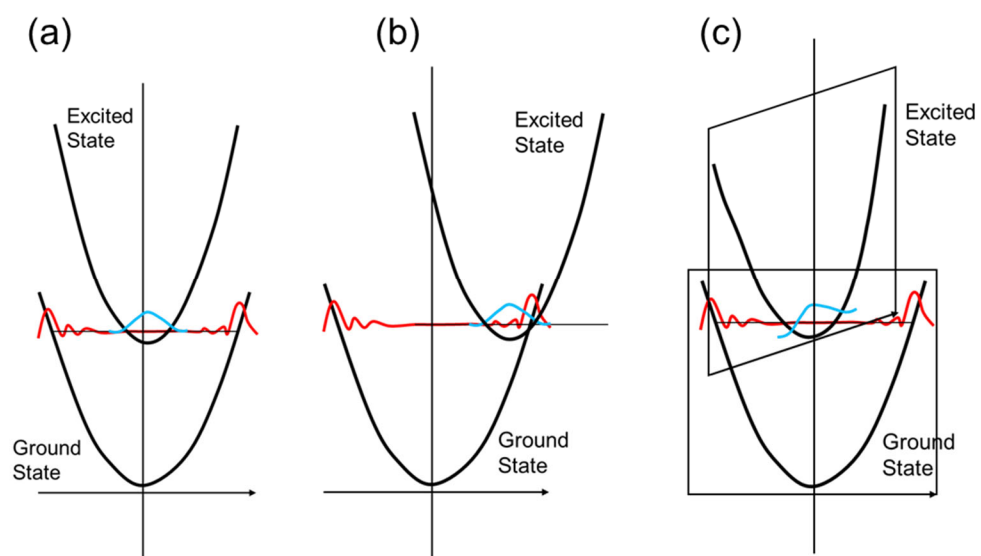 (a)
(b)
(c)
Excited
State
Excited
State
Excited
State
Ground
State
Ground
State
Ground
State